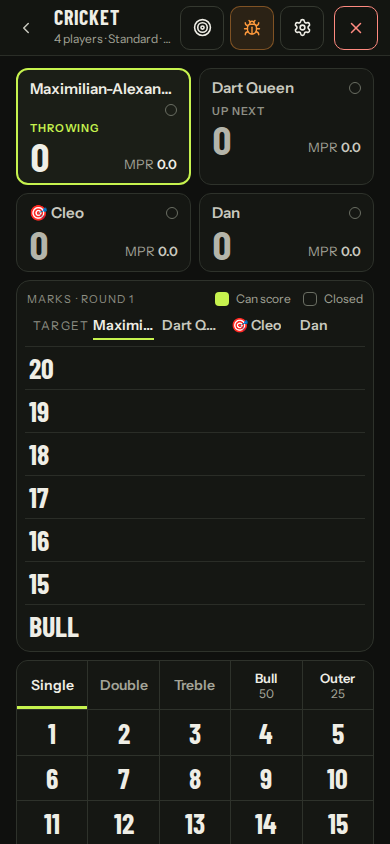 CRICKET
4 players · Standard · …
Maximilian-Alexan...
THROWING
0 MPR 0.0
Dart Queen
UP NEXT
0 MPR 0.0
🎯 Cleo
0 MPR 0.0
Dan
0 MPR 0.0
MARKS · ROUND 1 Can score Closed
TARGET Maximi... Dart Q... 🎯 Cleo Dan
20
19
18
17
16
15
BULL
Single Double Treble Bull 50 Outer 25
1 2 3 4 5
6 7 8 9 10
11 12 13 14 15